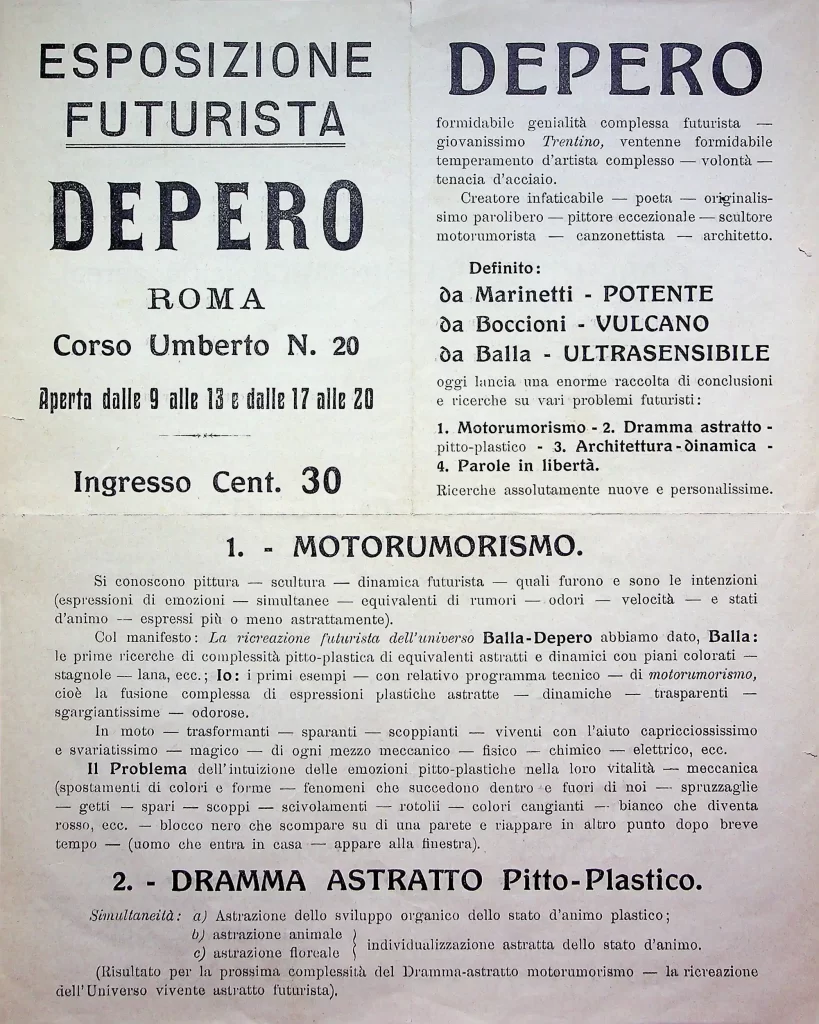 ESPOSIZIONE
FUTURISTA
DEPERO
ROMA
Corso Umberto N. 20
Aperta dalle 9 alle 13 e dalle 17 alle 20
Ingresso Cent. 30
DEPERO
formidabile genialità complessa futurista —
giovanissimo Trentino, ventenne formidabile
temperamento d'artista complesso — volontà —
tenacia d'acciaio.
Creatore infaticabile — poeta — originalis-
simo parolibero — pittore eccezionale — scultore
motorumorista — canzonettista — architetto.
Definito:
da Marinetti - POTENTE
da Boccioni - VULCANO
da Balla - ULTRASENSIBILE
oggi lancia una enorme raccolta di conclusioni
e ricerche su vari problemi futuristi:
1. Motorumorismo - 2. Dramma astratto -
pitto-plastico - 3. Architettura-dinamica -
4. Parole in libertà.
Ricerche assolutamente nuove e personalissime.
1. - MOTORUMORISMO.
Si conoscono pittura — scultura — dinamica futurista — quali furono e sono le intenzioni
(espressioni di emozioni — simultanee — equivalenti di rumori — odori — velocità — e stati
d'animo — espressi più o meno astrattamente).
Col manifesto: La ricreazione futurista dell'universo Balla-Depero abbiamo dato, Balla:
le prime ricerche di complessità pitto-plastica di equivalenti astratti e dinamici con piani colorati —
stagnole — lana, ecc.; Io: i primi esempi — con relativo programma tecnico — di motorumorismo,
cioè la fusione complessa di espressioni plastiche astratte — dinamiche — trasparenti —
sgargiantissime — odorose.
In moto — trasformanti — sparanti — scoppianti — viventi con l'aiuto capricciossissimo
e svariatissimo — magico — di ogni mezzo meccanico — fisico — chimico — elettrico, ecc.
Il Problema dell'intuizione delle emozioni pitto-plastiche nella loro vitalità — meccanica
(spostamenti di colori e forme — fenomeni che succedono dentro e fuori di noi — spruzzaglie
— getti — spari — scoppi — scivolamenti — rotolii — colori cangianti — bianco che diventa
rosso, ecc. — blocco nero che scompare su di una parete e riappare in altro punto dopo breve
tempo — (uomo che entra in casa — appare alla finestra).
2. - DRAMMA ASTRATTO Pitto-Plastico.
Simultaneità: a) Astrazione dello sviluppo organico dello stato d'animo plastico;
b) astrazione animale
c) astrazione floreale
individualizzazione astratta dello stato d'animo.
(Risultato per la prossima complessità del Dramma-astratto motorumorismo — la ricreazione
dell'Universo vivente astratto futurista).